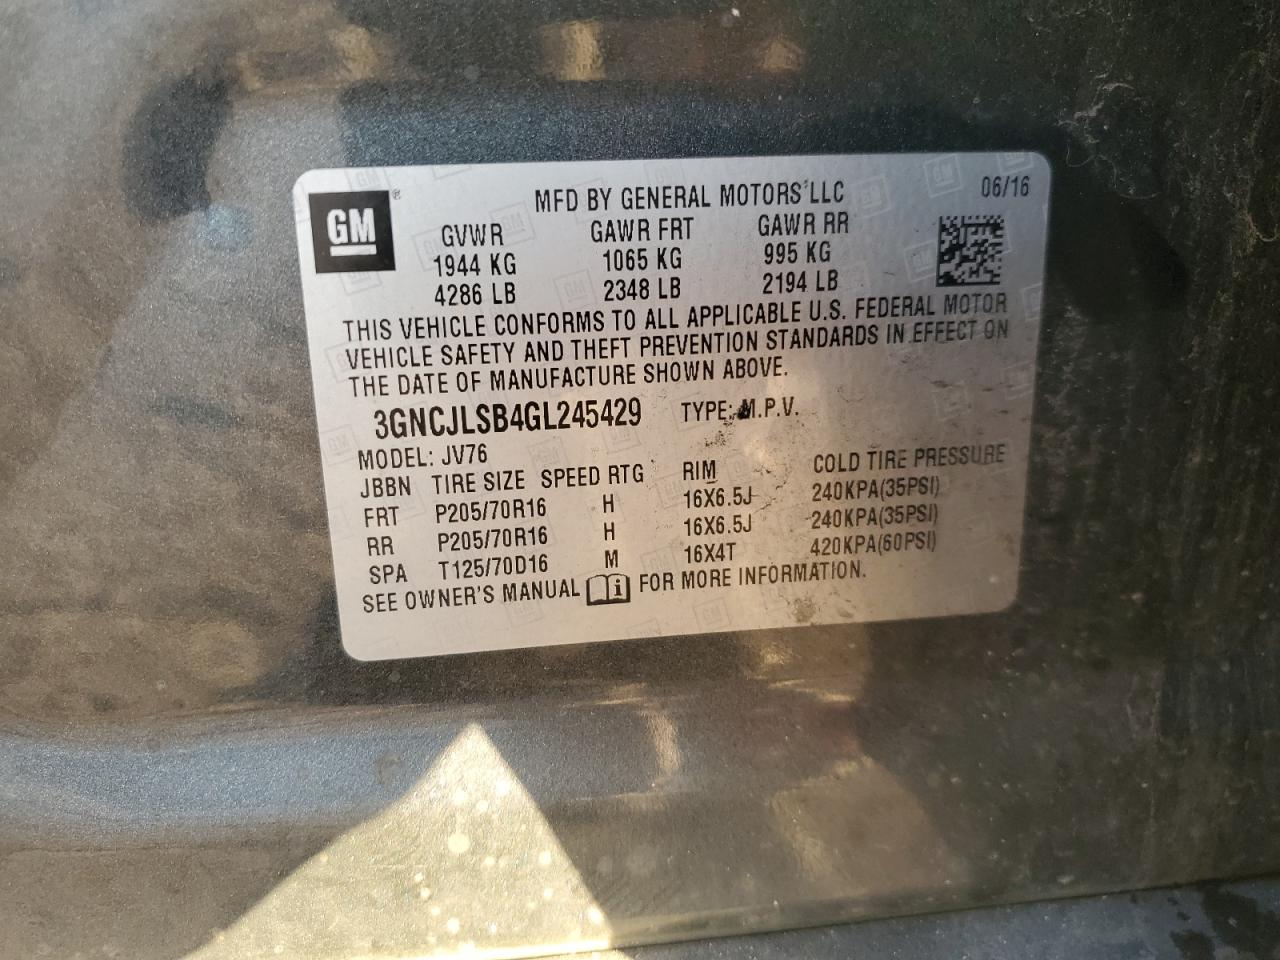 GM
®
MFD BY GENERAL MOTORS LLC 06/16
GVWR GAWR FRT GAWR RR
1944 KG 1065 KG 995 KG
4286 LB 2348 LB 2194 LB
THIS VEHICLE CONFORMS TO ALL APPLICABLE U.S. FEDERAL MOTOR
VEHICLE SAFETY AND THEFT PREVENTION STANDARDS IN EFFECT ON
THE DATE OF MANUFACTURE SHOWN ABOVE.
3GNCJLSB4GL245429 TYPE: M.P.V.
MODEL: JV76
JBBN TIRE SIZE SPEED RTG RIM COLD TIRE PRESSURE
FRT P205/70R16 H 16X6.5J 240KPA(35PSI)
RR P205/70R16 H 16X6.5J 240KPA(35PSI)
SPA T125/70D16 M 16X4T 420KPA(60PSI)
SEE OWNER'S MANUAL i FOR MORE INFORMATION.